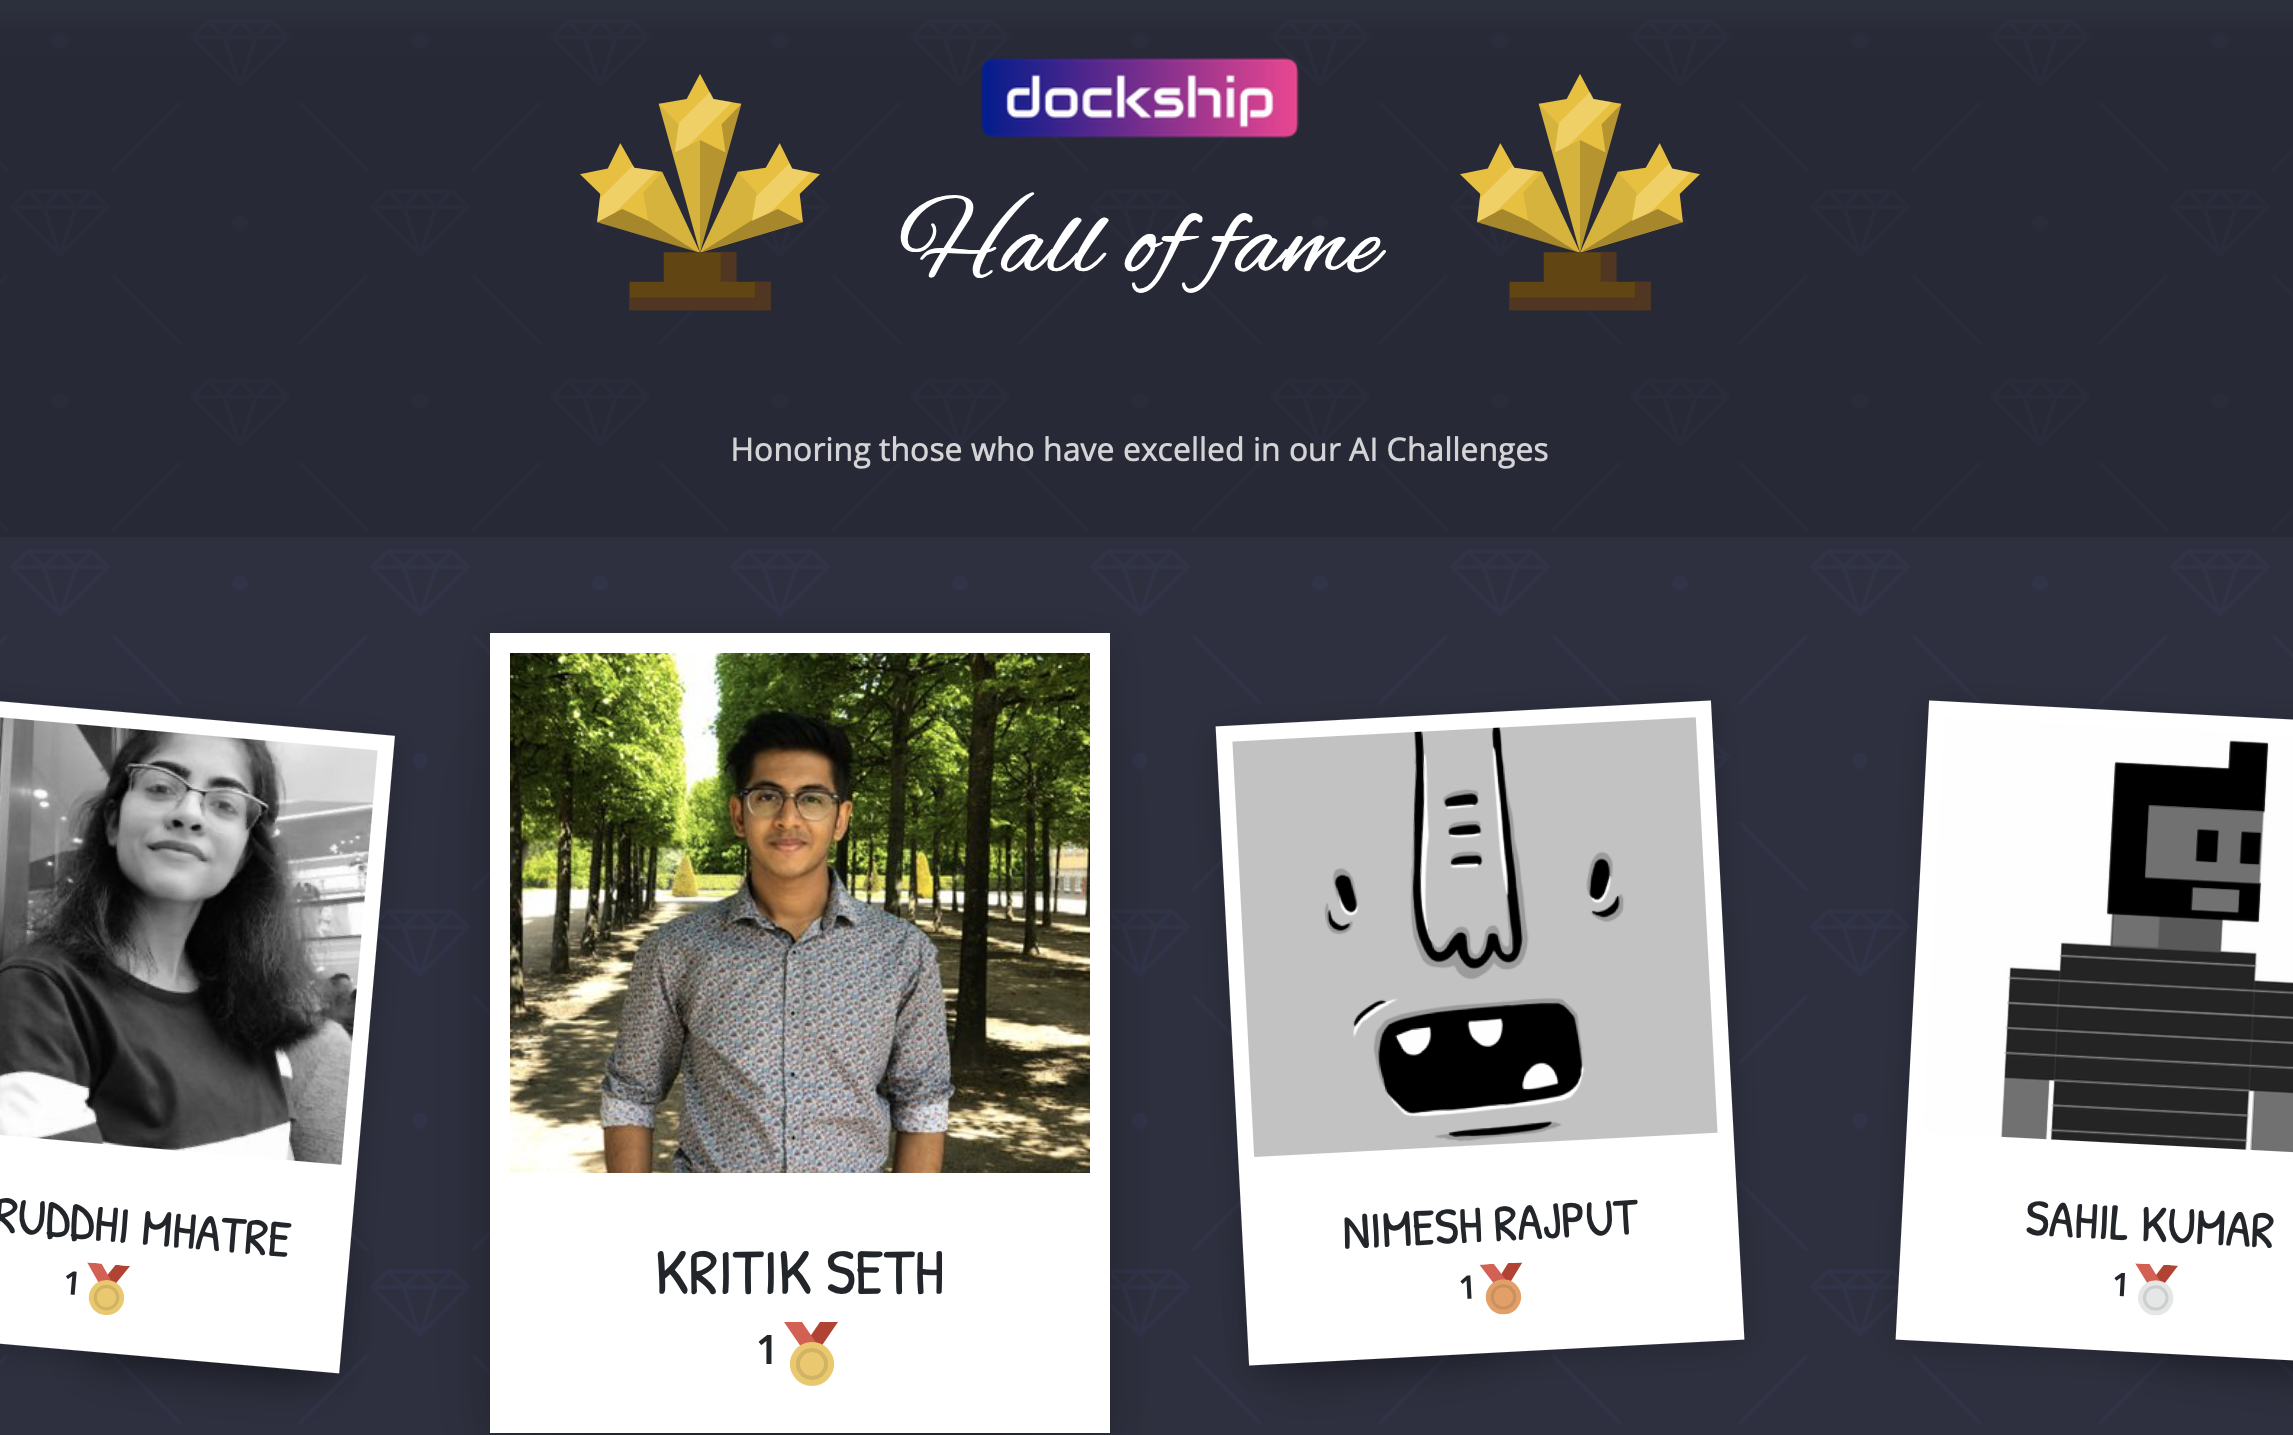 dockship
Hall of fame
Honoring those who have excelled in our AI Challenges
RUDDHI MHATRE
1
KRITIK SETH
1
NIMESH RAJPUT
1
SAHIL KUMAR
1